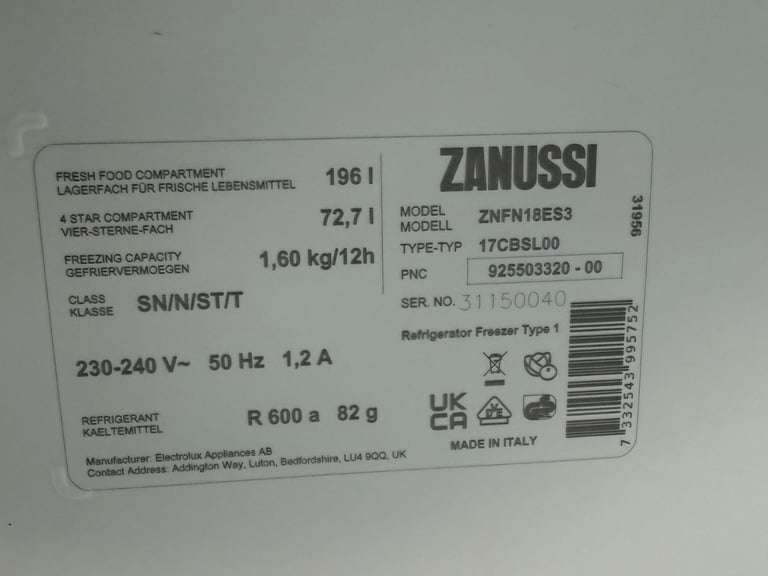 FRESH FOOD COMPARTMENT 196 l
LAGERFACH FÜR FRISCHE LEBENSMITTEL
4 STAR COMPARTMENT 72,7 l
VIER-STERNE-FACH
FREEZING CAPACITY 1,60 kg/12h
GEFRIERVERMOEGEN
CLASS SN/N/ST/T
KLASSE
230-240 V~ 50 Hz 1,2 A
REFRIGERANT R 600 a 82 g
KAELTEMITTEL
Manufacturer: Electrolux Appliances AB
Contact Address: Addington Way, Luton, Bedfordshire, LU4 9QQ, UK
ZANUSSI
MODEL ZNFN18ES3
MODELL
TYPE-TYP 17CBSL00
PNC 925503320 - 00
SER. NO. 31150040
Refrigerator Freezer Type 1
UK
CA
MADE IN ITALY
31956
7 332543 995752